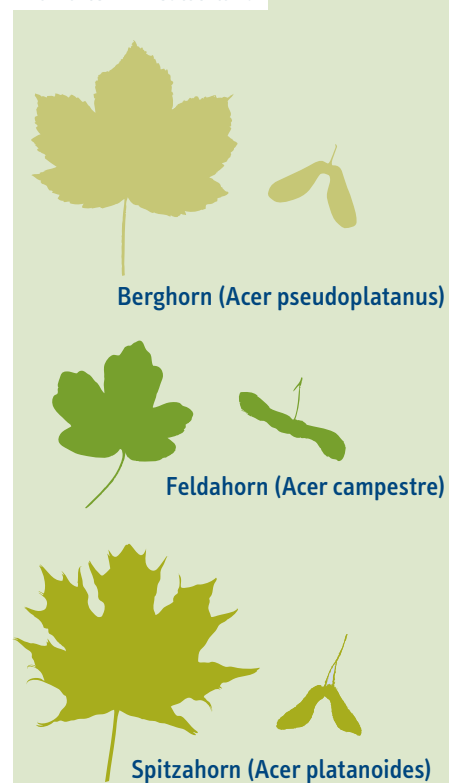 Berghorn (Acer pseudoplatanus)
Feldahorn (Acer campestre)
Spitzahorn (Acer platanoides)